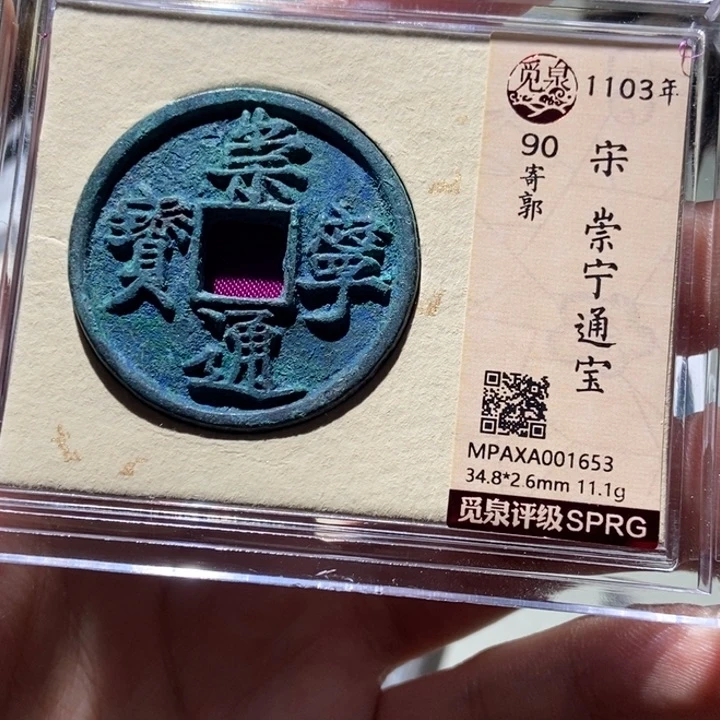 崇寧通寶
觅泉
1103年
宋 崇宁通宝
90
寄郭
MPAXA001653
34.8*2.6mm 11.1g
觅泉评级SPRG